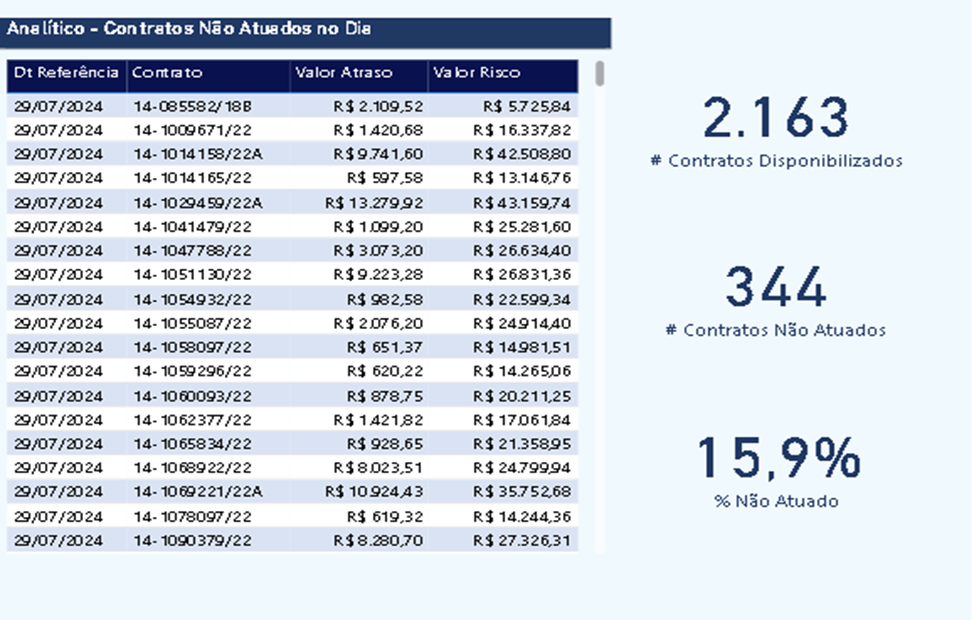 Analítico - Contratos Não Atuados no Dia
Dt Referência Contrato Valor Atraso Valor Risco
29/07/2024 14-085582/18B R$ 2.109,52 R$ 5.725,84
29/07/2024 14-1009671/22 R$ 1.420,68 R$ 16.337,82
29/07/2024 14-1014158/22A R$ 9.741,60 R$ 42.508,80
29/07/2024 14-1014165/22 R$ 597,58 R$ 13.146,76
29/07/2024 14-1029459/22A R$ 13.279,92 R$ 43.159,74
29/07/2024 14-1041479/22 R$ 1.099,20 R$ 25.281,60
29/07/2024 14-1047788/22 R$ 3.073,20 R$ 26.634,40
29/07/2024 14-1051130/22 R$ 9.223,28 R$ 26.831,36
29/07/2024 14-1054932/22 R$ 982,58 R$ 22.599,34
29/07/2024 14-1055087/22 R$ 2.076,20 R$ 24.914,40
29/07/2024 14-1058097/22 R$ 651,37 R$ 14.981,51
29/07/2024 14-1059296/22 R$ 620,22 R$ 14.265,06
29/07/2024 14-1060093/22 R$ 878,75 R$ 20.211,25
29/07/2024 14-1062377/22 R$ 1.421,82 R$ 17.061,84
29/07/2024 14-1065834/22 R$ 928,65 R$ 21.358,95
29/07/2024 14-1068922/22 R$ 8.023,51 R$ 24.799,94
29/07/2024 14-1069221/22A R$ 10.924,43 R$ 35.752,68
29/07/2024 14-1078097/22 R$ 619,32 R$ 14.244,36
29/07/2024 14-1090379/22 R$ 8.280,70 R$ 27.326,31
2.163
# Contratos Disponibilizados
344
# Contratos Não Atuados
15,9%
% Não Atuado